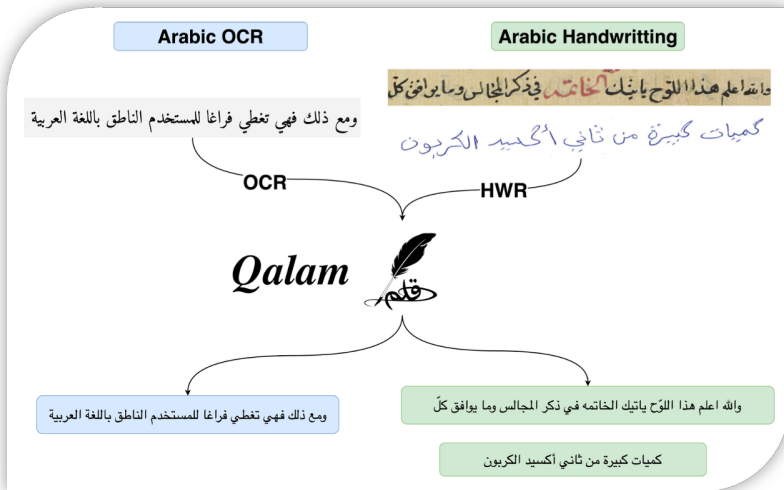 Arabic OCR
Arabic Handwritting
والله اعلم هذا اللوّح ياتيك الخاتمه في ذكر المجالس وما يوافق كلّ
ومع ذلك فهي تغطي فراغا للمستخدم الناطق باللغة العربية
كميات كبيرة من ثاني أكسيد الكربون
OCR
HWR
Qalam
قلم
ومع ذلك فهي تغطي فراغا للمستخدم الناطق باللغة العربية
والله اعلم هذا اللوّح ياتيك الخاتمه في ذكر المجالس وما يوافق كلّ
كميات كبيرة من ثاني أكسيد الكربون